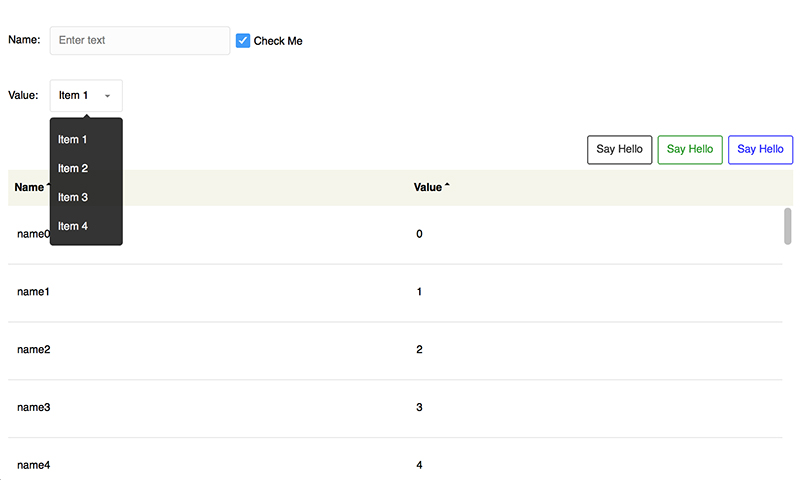 Name: Enter text Check Me
Value: Item 1
Item 1
Item 2
Item 3
Item 4
Say Hello Say Hello Say Hello
Name Value
name0 0
name1 1
name2 2
name3 3
name4 4